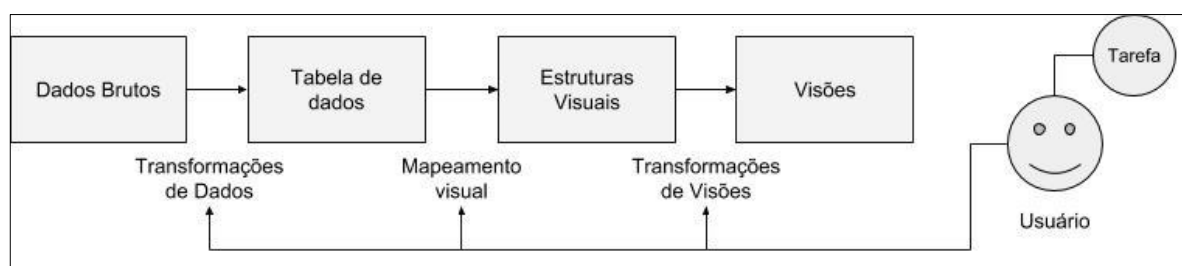 Dados Brutos
Tabela de
dados
Estruturas
Visuais
Visões
Tarefa
Transformações
de Dados
Mapeamento
visual
Transformações
de Visões
Usuário